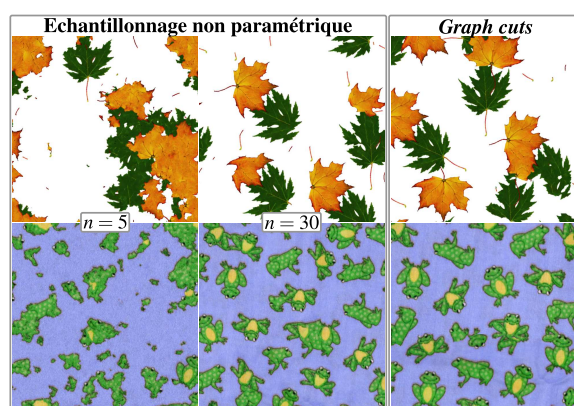 Echantillonnage non paramétrique
Graph cuts
n = 5
n = 30